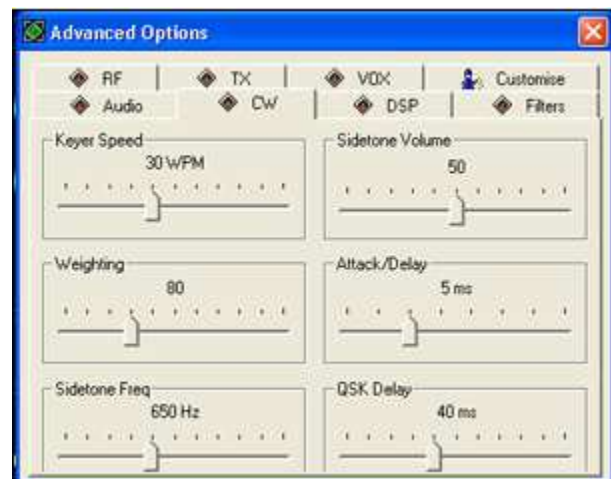 Advanced Options
RF TX VOX Customise
Audio CW DSP Filters
Keyer Speed
30 WPM
Sidetone Volume
50
Weighting
80
Attack/Delay
5 ms
Sidetone Freq
650 Hz
QSK Delay
40 ms